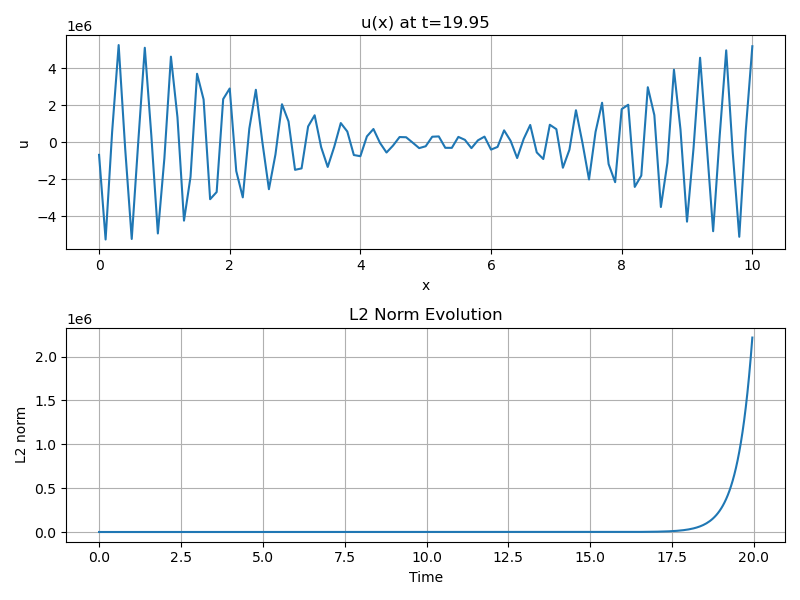 u(x) at t=19.95
1e6
4
2
0
−2
−4
u
0 2 4 6 8 10
x
L2 Norm Evolution
1e6
2.0
1.5
1.0
0.5
0.0
L2 norm
0.0 2.5 5.0 7.5 10.0 12.5 15.0 17.5 20.0
Time